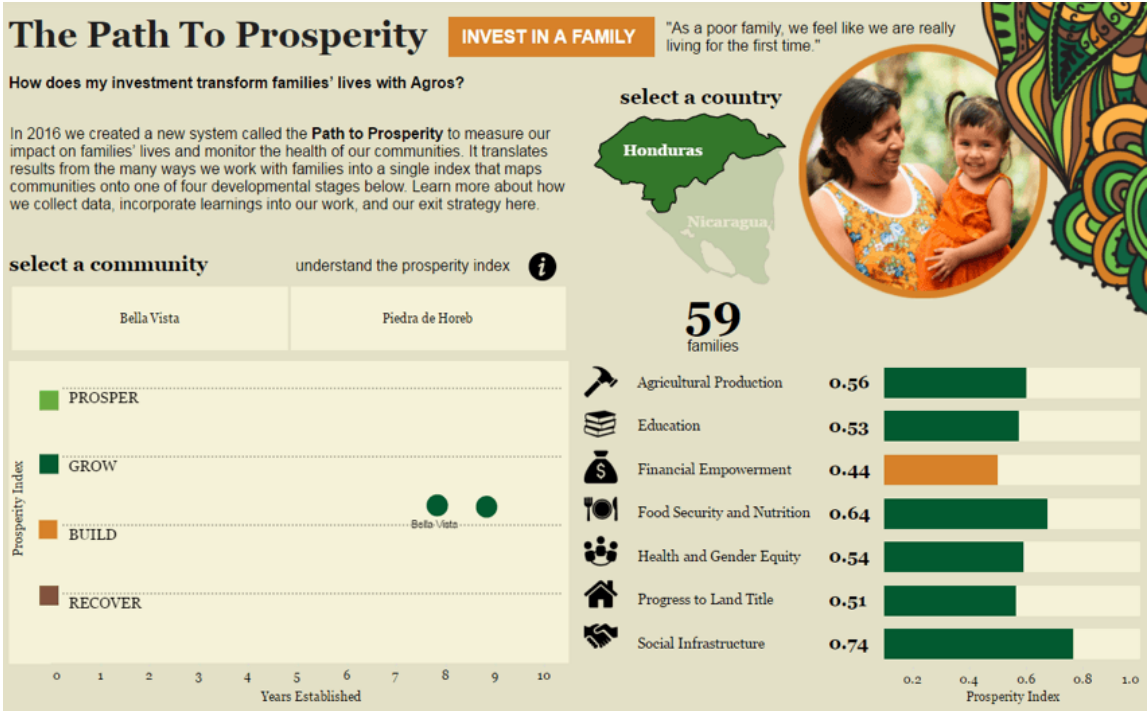 The Path To Prosperity
INVEST IN A FAMILY
"As a poor family, we feel like we are really
living for the first time."
How does my investment transform families' lives with Agros?
In 2016 we created a new system called the Path to Prosperity to measure our
impact on families' lives and monitor the health of our communities. It translates
results from the many ways we work with families into a single index that maps
communities onto one of four developmental stages below. Learn more about how
we collect data, incorporate learnings into our work, and our exit strategy here.
select a country
Honduras
Nicaragua
select a community
understand the prosperity index
i
Bella Vista
Piedra de Horeb
59
families
Prosperity Index
PROSPER
GROW
BUILD
RECOVER
Bella Vista
0 1 2 3 4 5 6 7 8 9 10
Years Established
Agricultural Production 0.56
Education 0.53
$
Financial Empowerment 0.44
Food Security and Nutrition 0.64
Health and Gender Equity 0.54
Progress to Land Title 0.51
Social Infrastructure 0.74
0.2 0.4 0.6 0.8 1.0
Prosperity Index